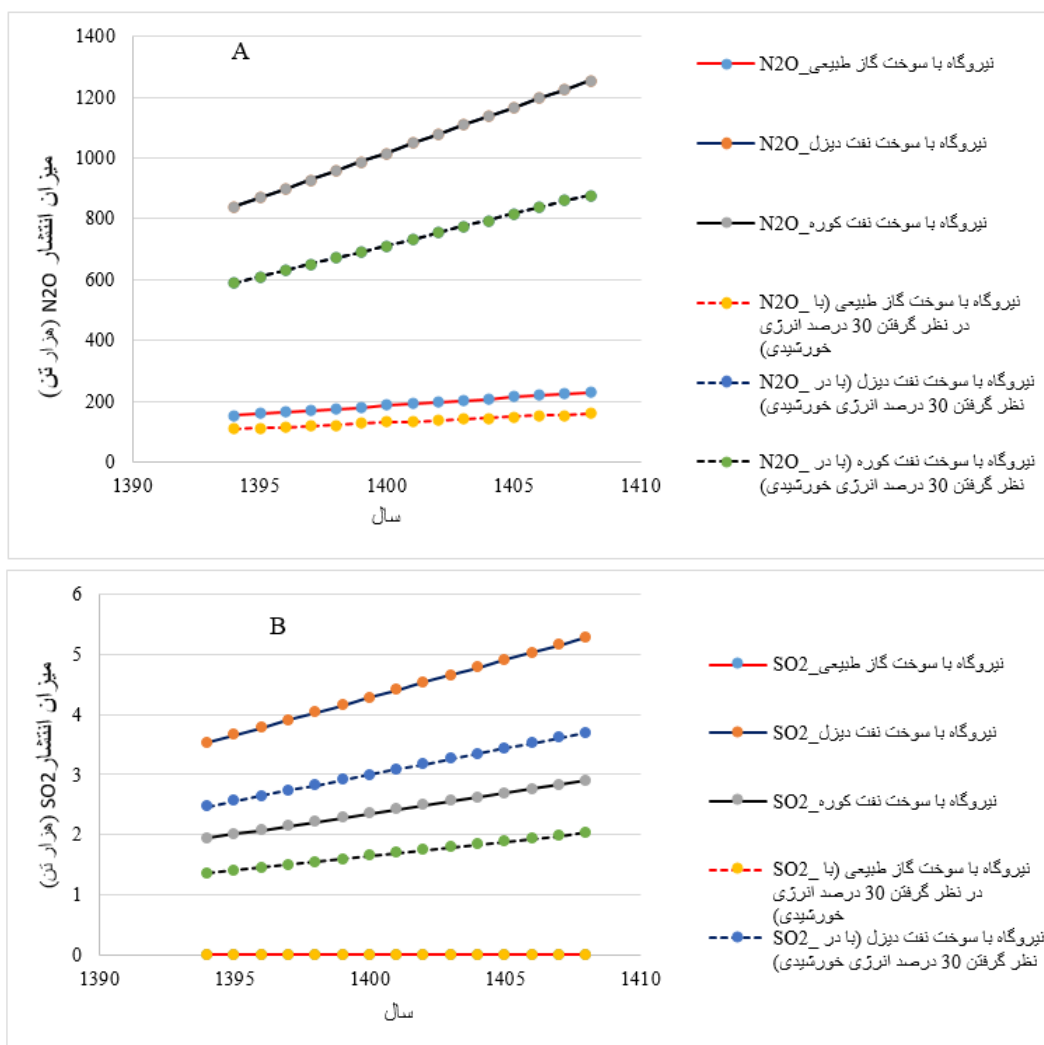 A
1400
1200
1000
800
600
400
200
0
1390
1395
1400
1405
1410
سال
میزان انتشار N2O (هزار تن)
نیروگاه با سوخت گاز طبیعی_N2O
نیروگاه با سوخت نفت دیزل_N2O
نیروگاه با سوخت نفت کوره_N2O
نیروگاه با سوخت گاز طبیعی (با _N2O
در نظر گرفتن 30 درصد انرژی
خورشیدی)
نیروگاه با سوخت نفت دیزل (با در _N2O
نظر گرفتن 30 درصد انرژی خورشیدی)
نیروگاه با سوخت نفت کوره (با در _N2O
نظر گرفتن 30 درصد انرژی خورشیدی)
B
6
5
4
3
2
1
0
1390
1395
1400
1405
1410
سال
میزان انتشار SO2 (هزار تن)
نیروگاه با سوخت گاز طبیعی_SO2
نیروگاه با سوخت نفت دیزل_SO2
نیروگاه با سوخت نفت کوره_SO2
نیروگاه با سوخت گاز طبیعی (با _SO2
در نظر گرفتن 30 درصد انرژی
خورشیدی)
نیروگاه با سوخت نفت دیزل (با در _SO2
نظر گرفتن 30 درصد انرژی خورشیدی)